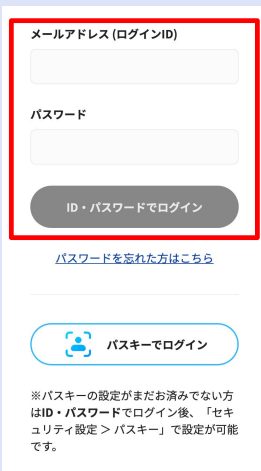 メールアドレス (ログインID)
パスワード
ID・パスワードでログイン
パスワードを忘れた方はこちら
パスキーでログイン
※パスキーの設定がまだお済みでない方
はID・パスワードでログイン後、「セキ
ュリティ設定 > パスキー」で設定が可能
です。